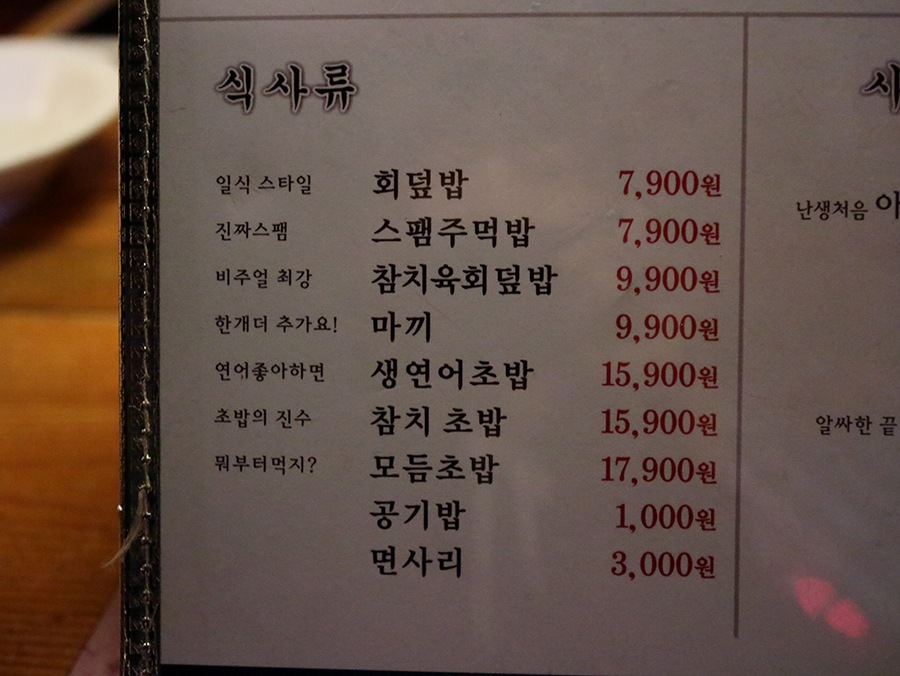 식사류
일식 스타일 회덮밥 7,900원
진짜스팸 스팸주먹밥 7,900원
비주얼 최강 참치육회덮밥 9,900원
한개더 추가요! 마끼 9,900원
연어좋아하면 생연어초밥 15,900원
초밥의 진수 참치 초밥 15,900원
뭐부터먹지? 모듬초밥 17,900원
공기밥 1,000원
면사리 3,000원
난생처음
알싸한 끝